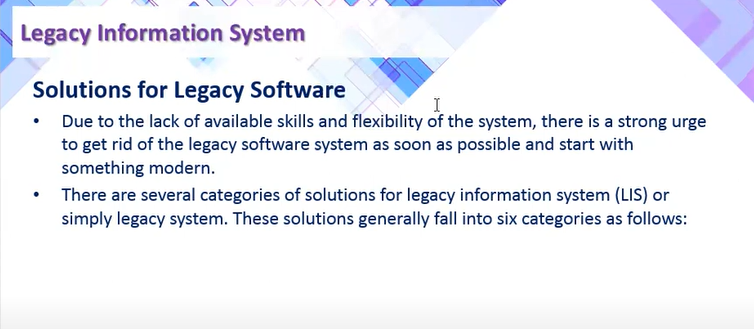 Legacy Information System
Solutions for Legacy Software
• Due to the lack of available skills and flexibility of the system, there is a strong urge
to get rid of the legacy software system as soon as possible and start with
something modern.
• There are several categories of solutions for legacy information system (LIS) or
simply legacy system. These solutions generally fall into six categories as follows: